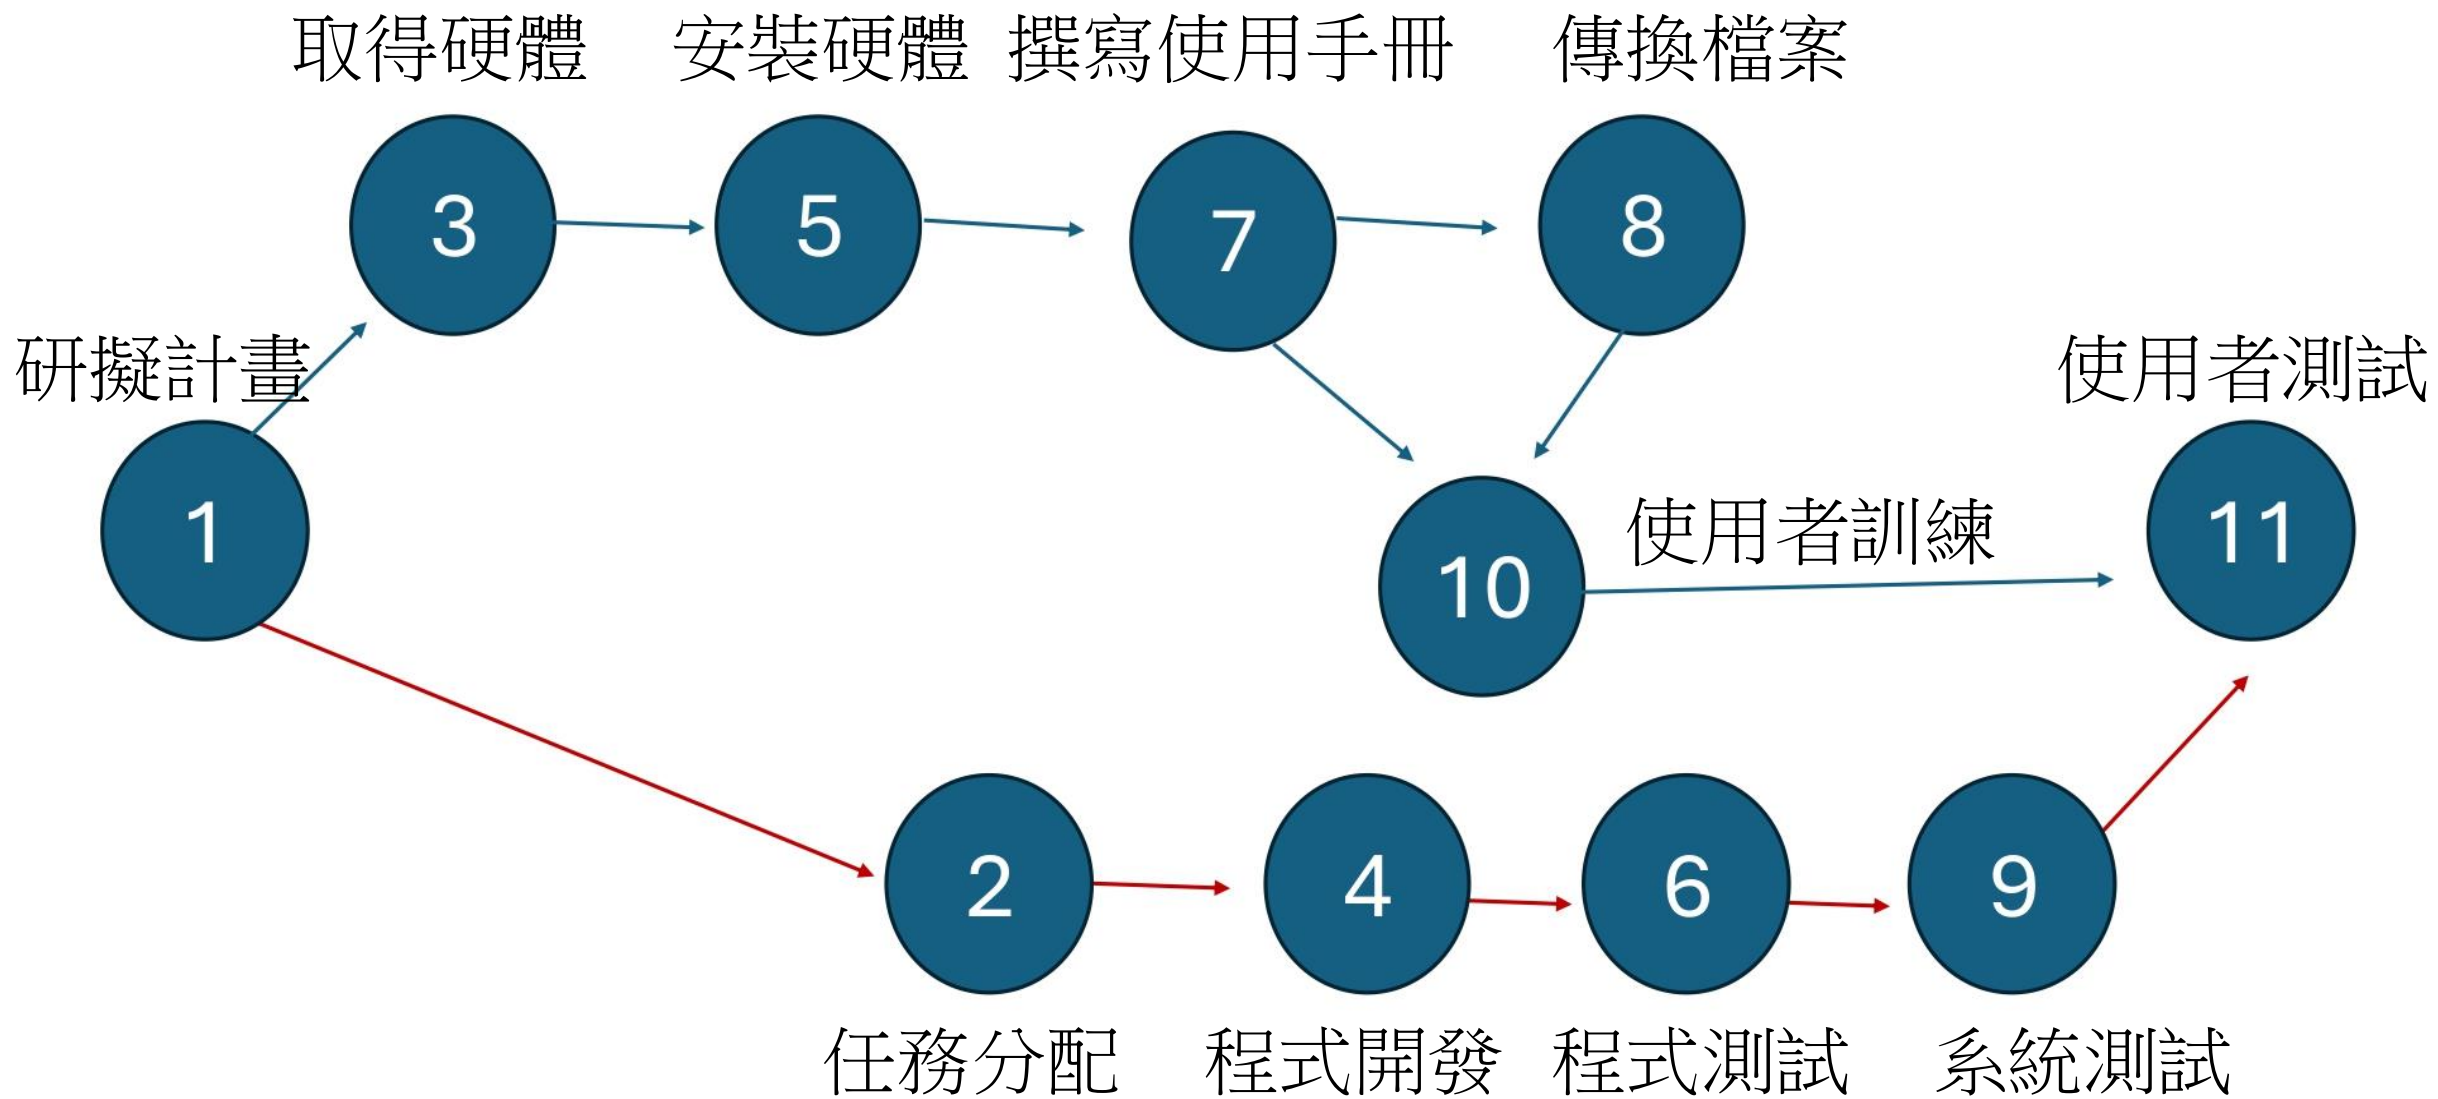 取得硬體
安裝硬體
撰寫使用手冊
傳換檔案
3
5
7
8
研擬計畫
使用者測試
1
11
使用者訓練
10
2
4
6
9
任務分配
程式開發
程式測試
系統測試